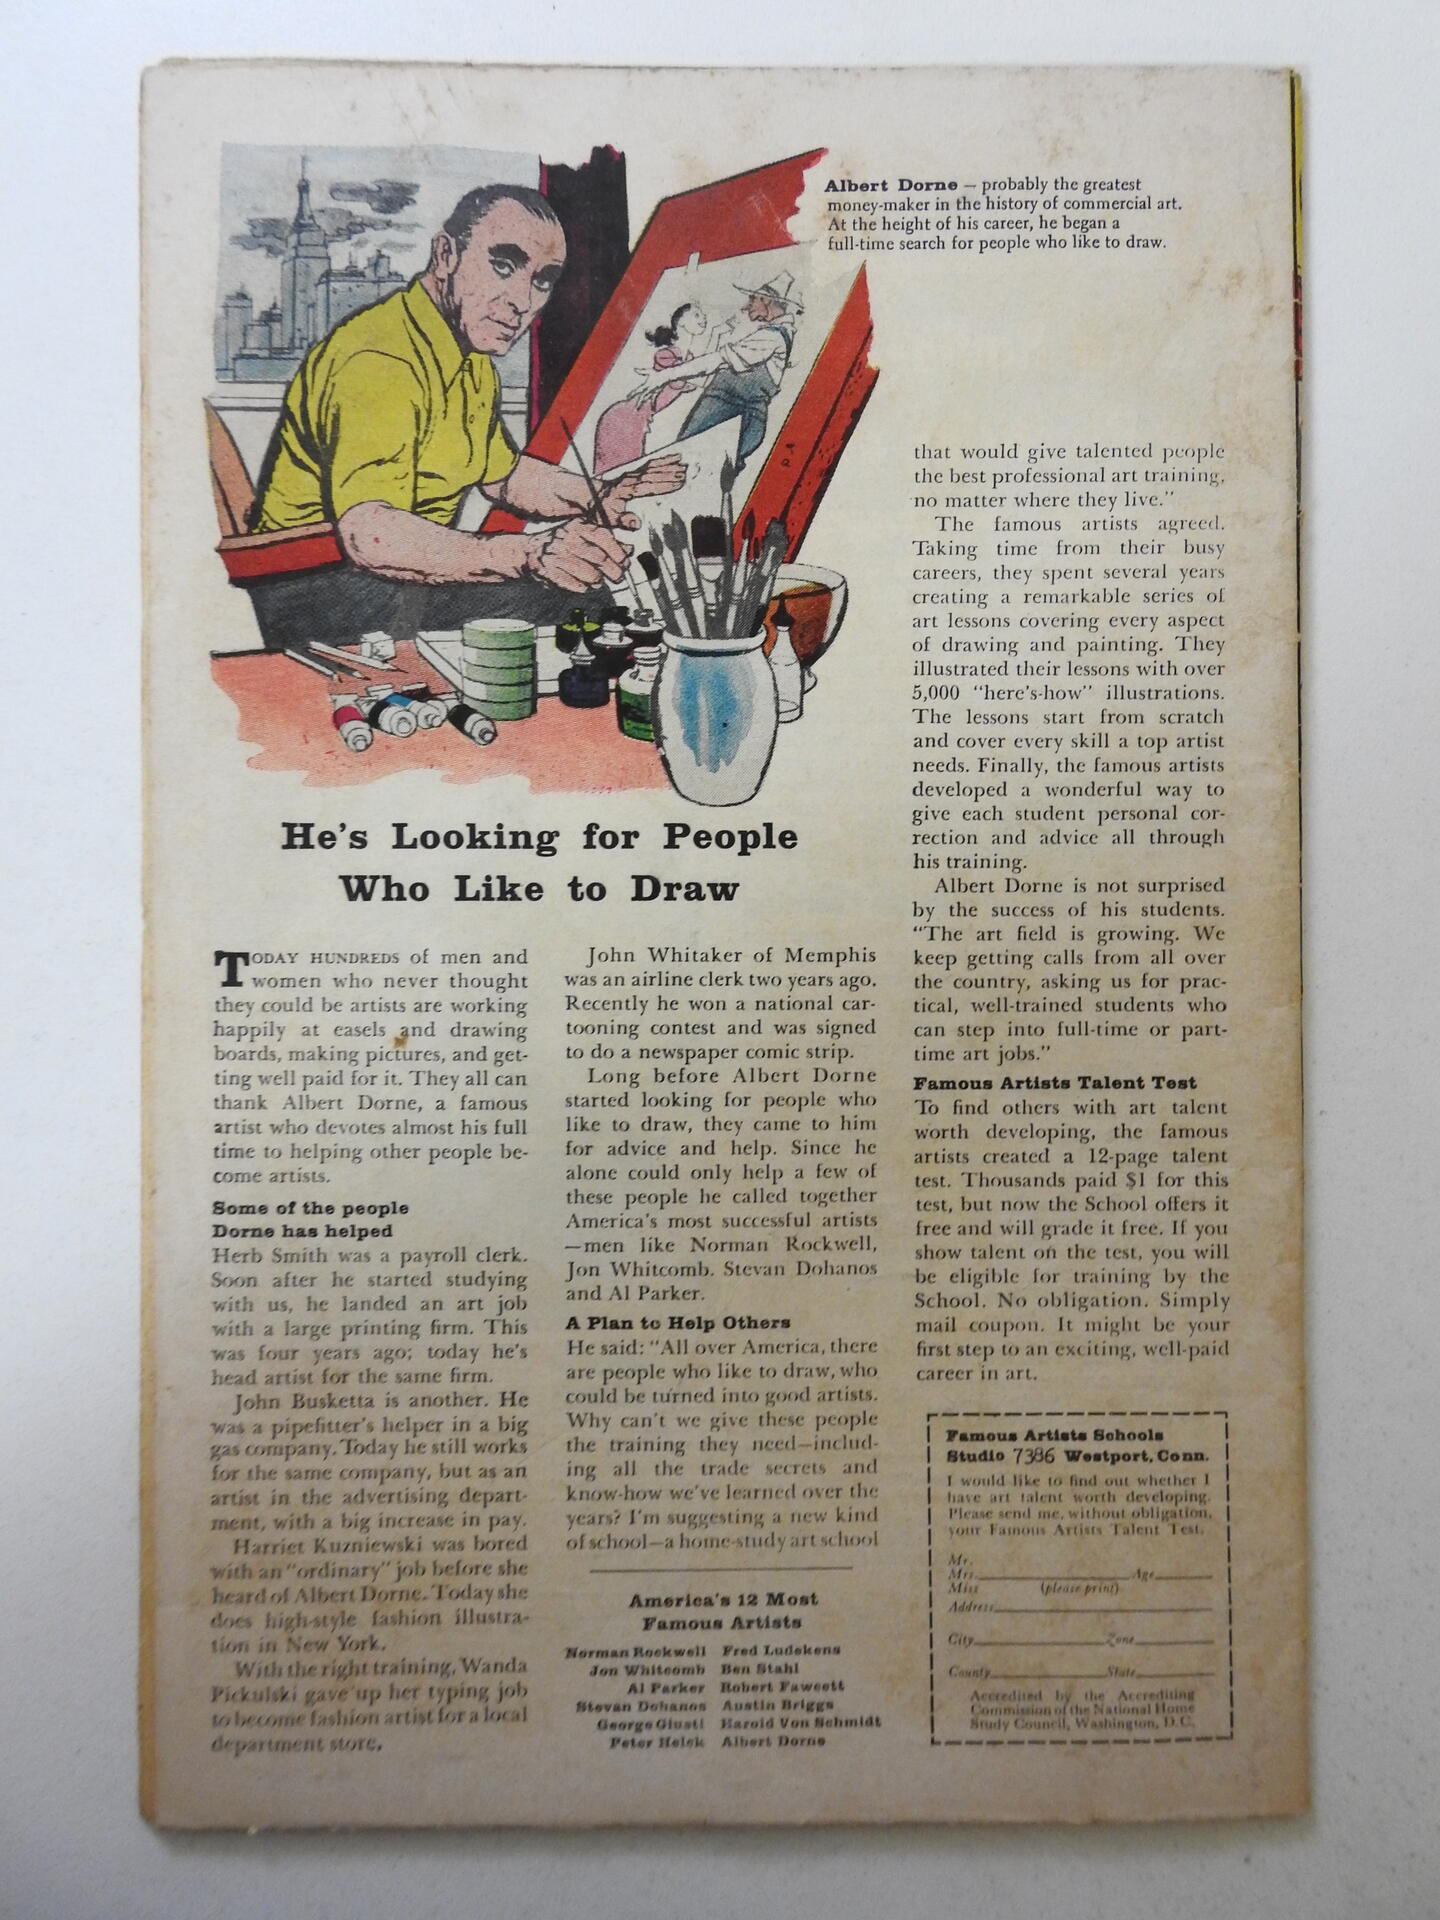 Albert Dorne — probably the greatest
money-maker in the history of commercial art.
At the height of his career, he began a
full-time search for people who like to draw.
He's Looking for People
Who Like to Draw
TODAY HUNDREDS of men and
women who never thought
they could be artists are working
happily at easels and drawing
boards, making pictures, and get-
ting well paid for it. They all can
thank Albert Dorne, a famous
artist who devotes almost his full
time to helping other people be-
come artists.
Some of the people
Dorne has helped
Herb Smith was a payroll clerk.
Soon after he started studying
with us, he landed an art job
with a large printing firm. This
was four years ago; today he's
head artist for the same firm.
John Busketta is another. He
was a pipefitter's helper in a big
gas company. Today he still works
for the same company, but as an
artist in the advertising depart-
ment, with a big increase in pay.
Harriet Kuzniewski was bored
with an "ordinary" job before she
heard of Albert Dorne. Today she
does high-style fashion illustra-
tion in New York.
With the right training, Wanda
Pickulski gave up her typing job
to become fashion artist for a local
department store.
John Whitaker of Memphis
was an airline clerk two years ago.
Recently he won a national car-
tooning contest and was signed
to do a newspaper comic strip.
Long before Albert Dorne
started looking for people who
like to draw, they came to him
for advice and help. Since he
alone could only help a few of
these people he called together
America's most successful artists
—men like Norman Rockwell,
Jon Whitcomb. Stevan Dohanos
and Al Parker.
A Plan to Help Others
He said: "All over America, there
are people who like to draw, who
could be turned into good artists.
Why can't we give these people
the training they need—includ-
ing all the trade secrets and
know-how we've learned over the
years? I'm suggesting a new kind
of school—a home-study art school
America's 12 Most
Famous Artists
Norman Rockwell Fred Ludekens
Jon Whitcomb Ben Stahl
Al Parker Robert Fawcett
Stevan Dohanos Austin Briggs
George Giusti Harold Von Schmidt
Peter Helck Albert Dorne
that would give talented people
the best professional art training,
no matter where they live."
The famous artists agreed.
Taking time from their busy
careers, they spent several years
creating a remarkable series of
art lessons covering every aspect
of drawing and painting. They
illustrated their lessons with over
5,000 "here's-how" illustrations.
The lessons start from scratch
and cover every skill a top artist
needs. Finally, the famous artists
developed a wonderful way to
give each student personal cor-
rection and advice all through
his training.
Albert Dorne is not surprised
by the success of his students.
"The art field is growing. We
keep getting calls from all over
the country, asking us for prac-
tical, well-trained students who
can step into full-time or part-
time art jobs."
Famous Artists Talent Test
To find others with art talent
worth developing, the famous
artists created a 12-page talent
test. Thousands paid $1 for this
test, but now the School offers it
free and will grade it free. If you
show talent on the test, you will
be eligible for training by the
School. No obligation. Simply
mail coupon. It might be your
first step to an exciting, well-paid
career in art.
Famous Artists Schools
Studio 7386 Westport, Conn.
I would like to find out whether I
have art talent worth developing.
Please send me, without obligation,
your Famous Artists Talent Test.
Mr.
Mrs. Age
Miss (please print)
Address
City Zone
County State
Accredited by the Accrediting
Commission of the National Home
Study Council, Washington, D.C.